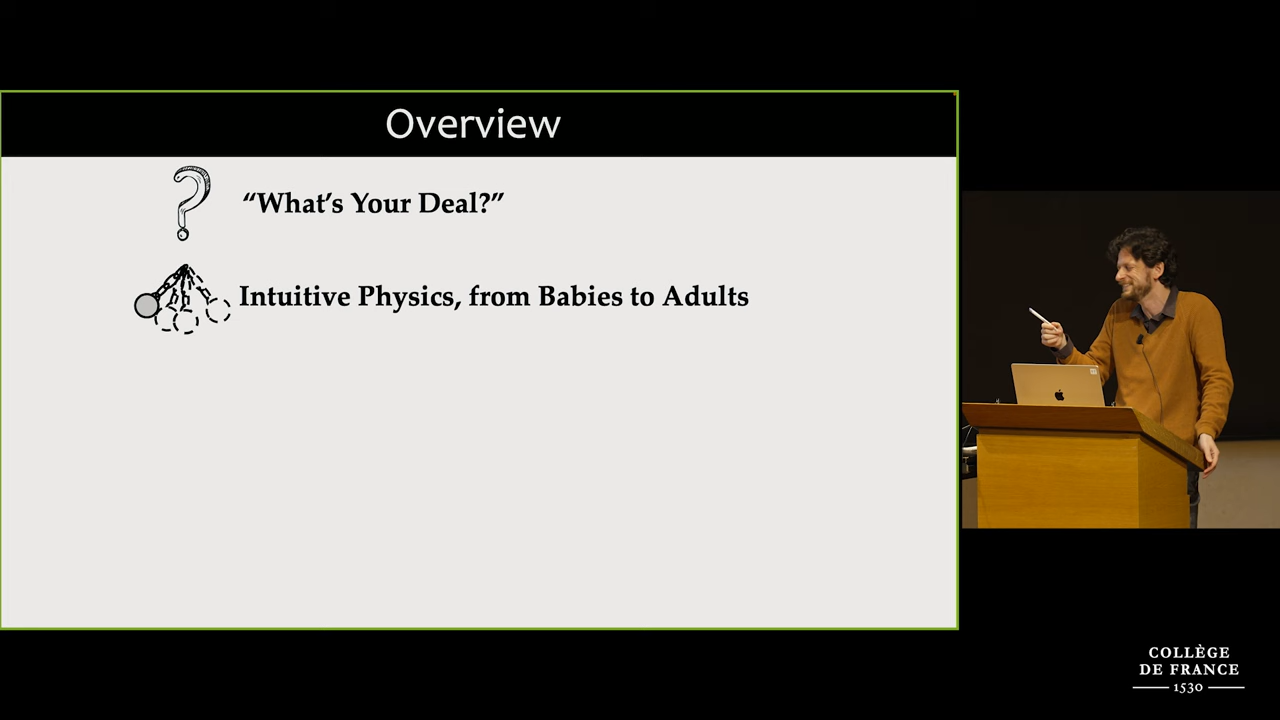 Overview
“What’s Your Deal?”
Intuitive Physics, from Babies to Adults
COLLÈGE
DE FRANCE
1530